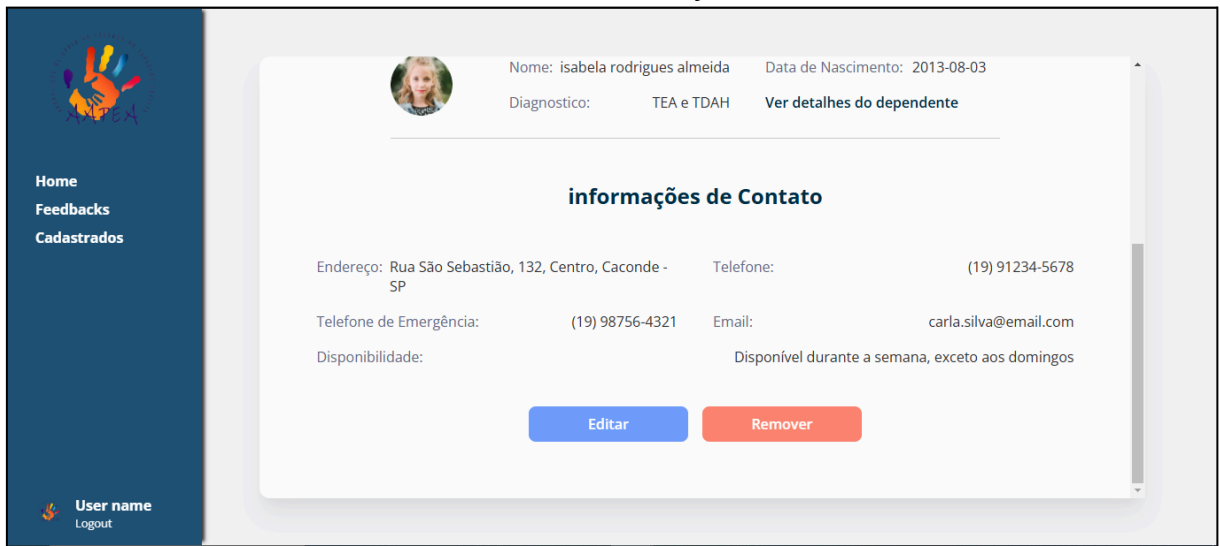 AAPEA
Nome: isabela rodrigues almeida Data de Nascimento: 2013-08-03
Diagnostico: TEA e TDAH Ver detalhes do dependente
Home
Feedbacks
Cadastrados
informações de Contato
Endereço: Rua São Sebastião, 132, Centro, Caconde -
SP
Telefone: (19) 91234-5678
Telefone de Emergência: (19) 98756-4321 Email: carla.silva@email.com
Disponibilidade: Disponível durante a semana, exceto aos domingos
Editar Remover
User name
Logout